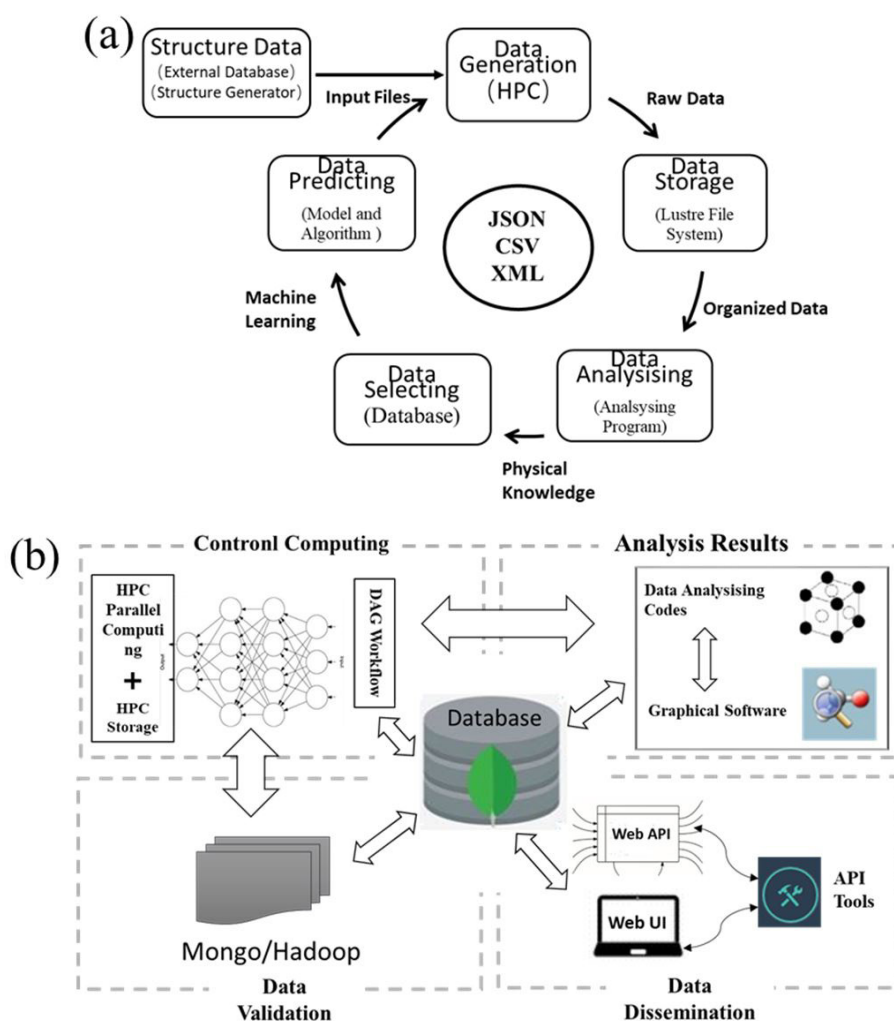 (a)
Structure Data
(External Database)
(Structure Generator)
Input Files
Data
Generation
(HPC)
Raw Data
Data
Storage
(Lustre File
System)
Organized Data
Data
Analysising
(Analsysing
Program)
Physical
Knowledge
Data
Selecting
(Database)
Machine
Learning
Data
Predicting
(Model and
Algorithm )
JSON
CSV
XML
(b)
Contronl Computing
HPC
Parallel
Computi
ng
+
HPC
Storage
Output
Input
DAG Workflow
Analysis Results
Data Analysising
Codes
Graphical Software
Database
Mongo/Hadoop
Data
Validation
Web API
Web UI
API
Tools
Data
Dissemination